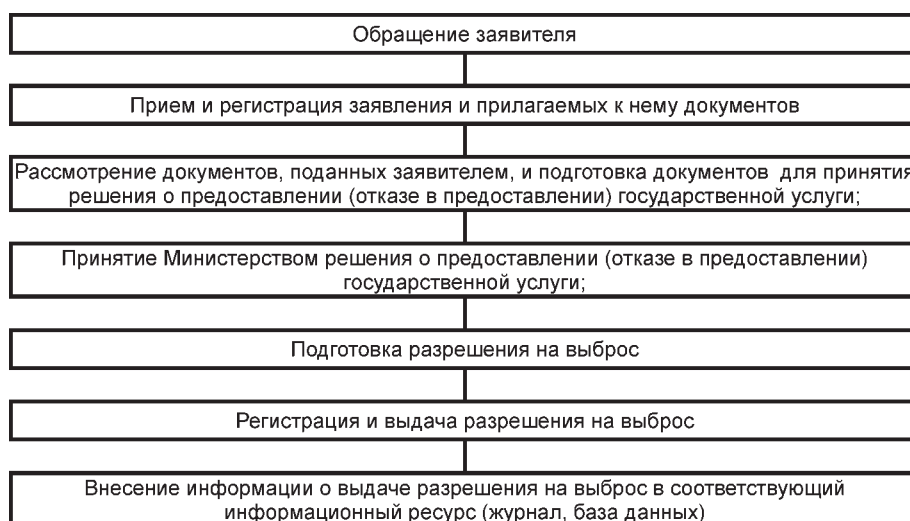 Обращение заявителя
Прием и регистрация заявления и прилагаемых к нему документов
Рассмотрение документов, поданных заявителем, и подготовка документов для принятия
решения о предоставлении (отказе в предоставлении) государственной услуги;
Принятие Министерством решения о предоставлении (отказе в предоставлении)
государственной услуги;
Подготовка разрешения на выброс
Регистрация и выдача разрешения на выброс
Внесение информации о выдаче разрешения на выброс в соответствующий
информационный ресурс (журнал, база данных)